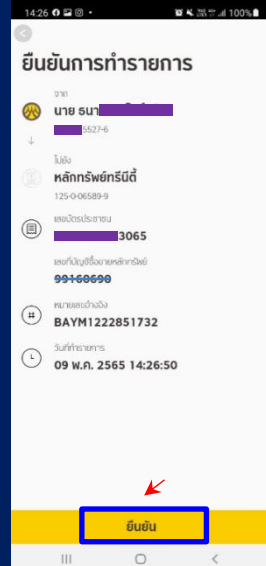 14:26
100%
ยืนยันการทำรายการ
จาก
นาย ธนา
5527-6
ไปยัง
หลักทรัพย์ทรีนีตี้
125-0-06589-9
เลขบัตรประชาชน
3065
เลขที่บัญชีซื้อขายหลักทรัพย์
99160690
หมายเลขอ้างอิง
BAYM1222851732
วันที่ทำรายการ
09 พ.ค. 2565 14:26:50
ยืนยัน